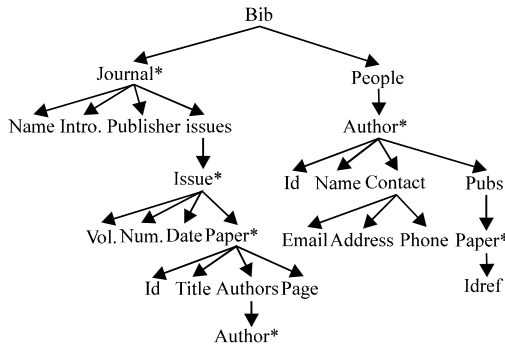 Bib
Journal* People
Name Intro. Publisher issues Author*
Issue* Id Name Contact Pubs
Vol. Num. Date Paper* Email Address Phone Paper*
Id Title Authors Page Idref
Author*